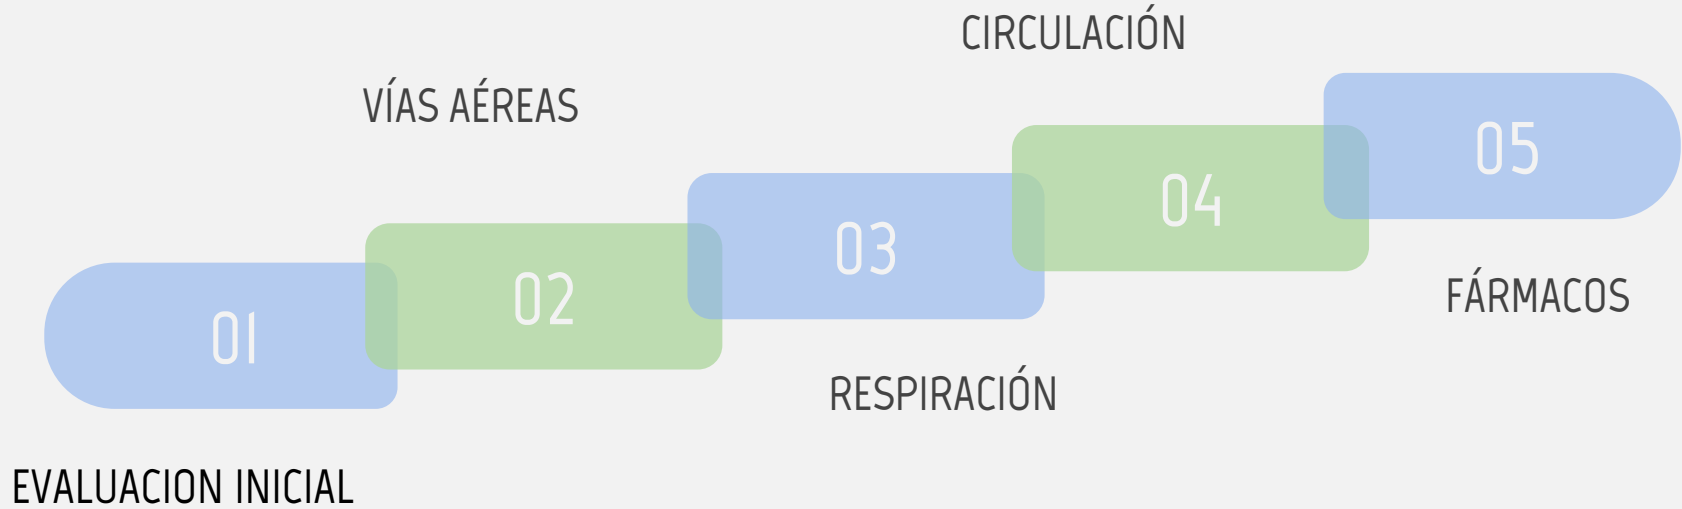 01
EVALUACION INICIAL
02
VÍAS AÉREAS
03
RESPIRACIÓN
04
CIRCULACIÓN
05
FÁRMACOS